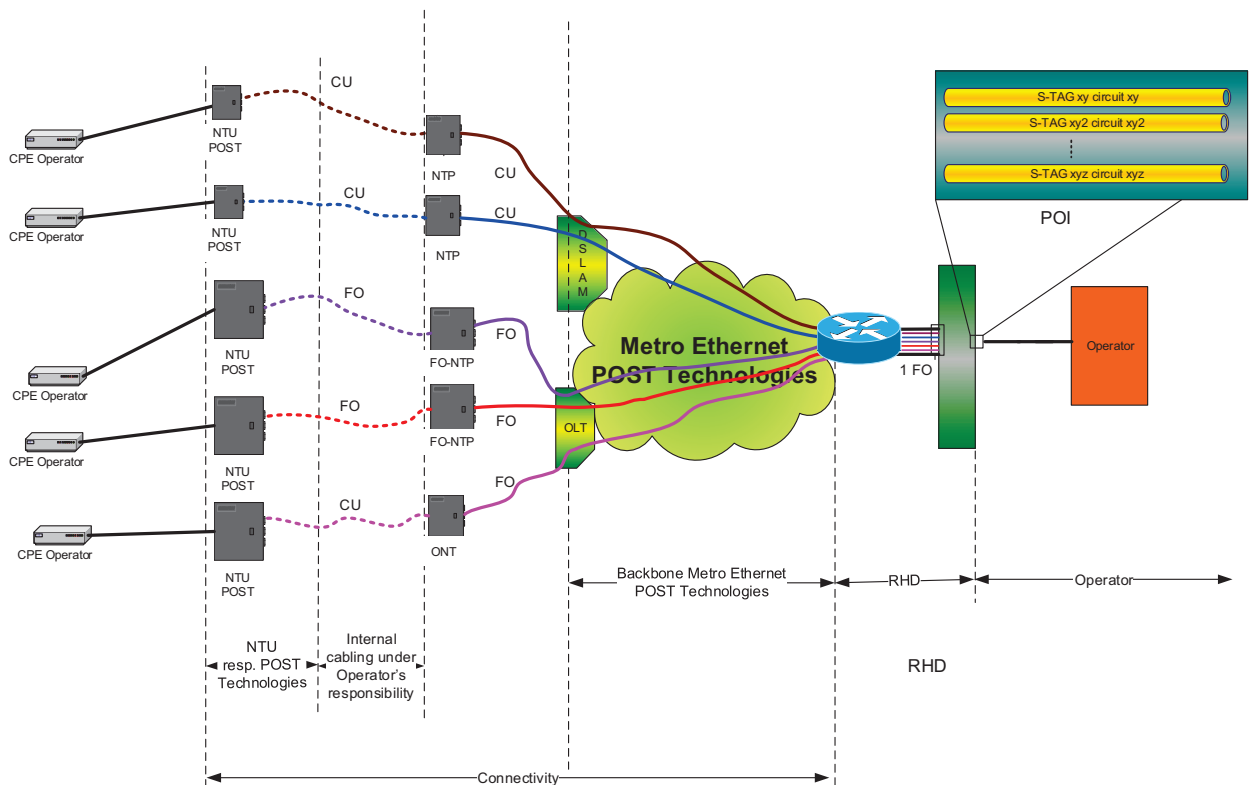 CU
NTU
POST
CPE Operator
NTP
CU
S-TAG xy circuit xy
S-TAG xy2 circuit xy2
S-TAG xyz circuit xyz
POI
CU
NTU
POST
CPE Operator
NTP
CU
DSLAM
FO
NTU
POST
CPE Operator
FO-NTP
FO
Metro Ethernet
POST Technologies
1 FO
Operator
FO
NTU
POST
CPE Operator
FO-NTP
FO
OLT
CU
NTU
POST
CPE Operator
ONT
FO
Backbone Metro Ethernet
POST Technologies
RHD
Operator
NTU
resp. POST
Technologies
Internal
cabling under
Operator's
responsibility
RHD
Connectivity